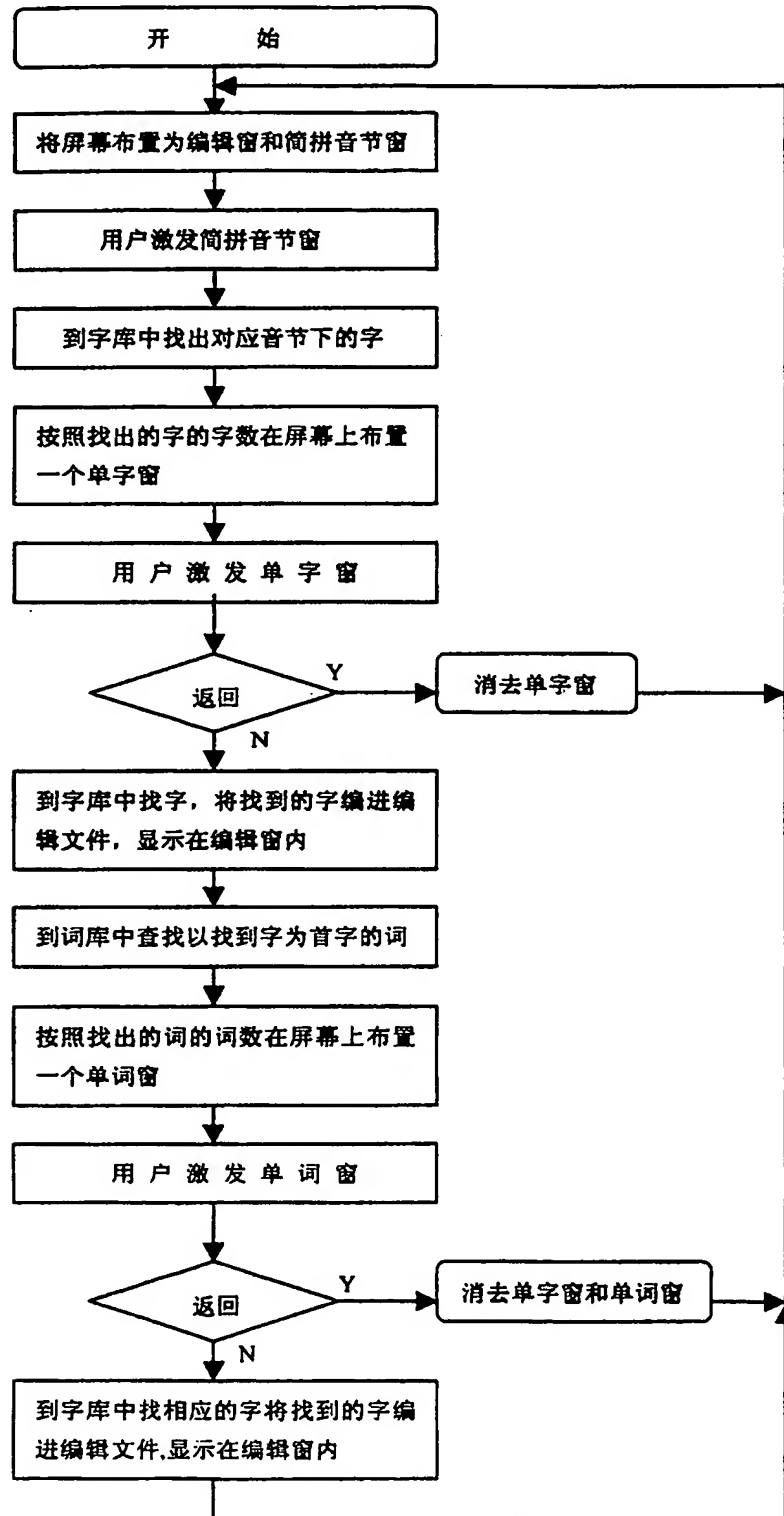 开 始
将屏幕布置为编辑窗和简拼音节窗
用户激发简拼音节窗
到字库中找出对应音节下的字
按照找出的字的字数在屏幕上布置
一个单字窗
用户激发单字窗
返回
Y
消去单字窗
N
到字库中找字，将找到的字编进编
辑文件，显示在编辑窗内
到词库中查找以找到字为首字的词
按照找出的词的词数在屏幕上布置
一个单词窗
用户激发单词窗
返回
Y
消去单字窗和单词窗
N
到字库中找相应的字将找到的字编
进编辑文件,显示在编辑窗内